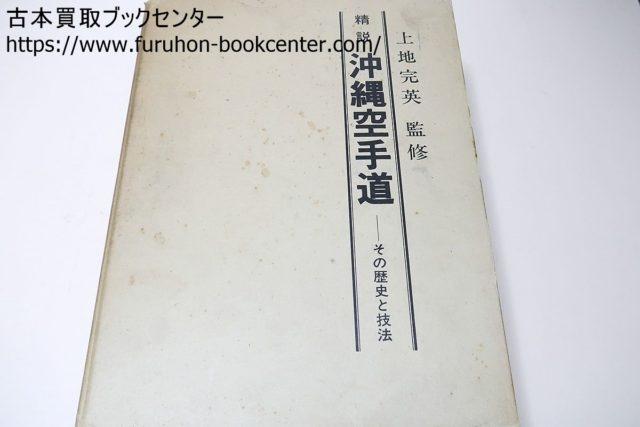 古本買取ブックセンター
https://www.furuhon-bookcenter.com/
上地完英 監修
精説 沖縄空手道
―その歴史と技法